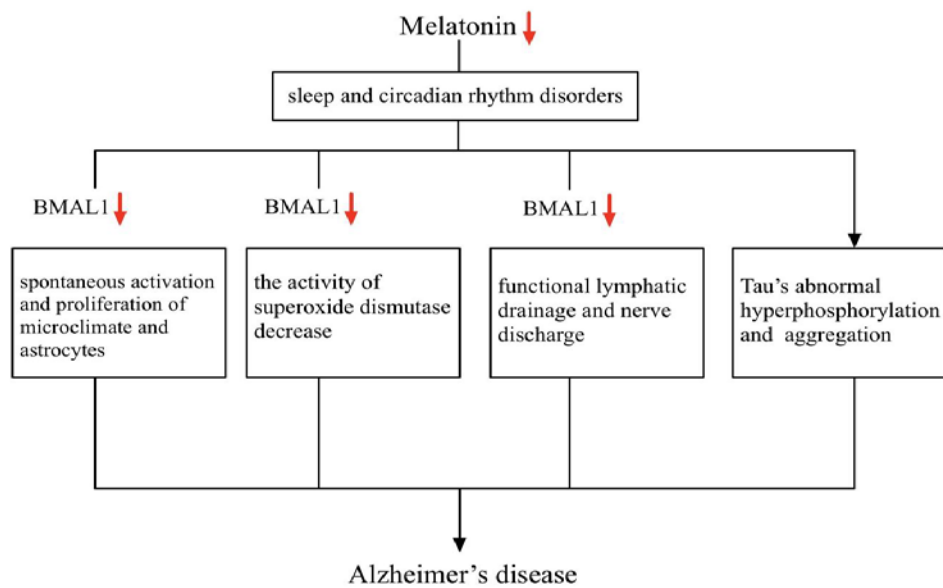 Melatonin
sleep and circadian rhythm disorders
BMAL1
BMAL1
BMAL1
spontaneous activation
and proliferation of
microclimate and
astrocytes
the activity of
superoxide dismutase
decrease
functional lymphatic
drainage and nerve
discharge
Tau's abnormal
hyperphosphorylation
and aggregation
Alzheimer's disease